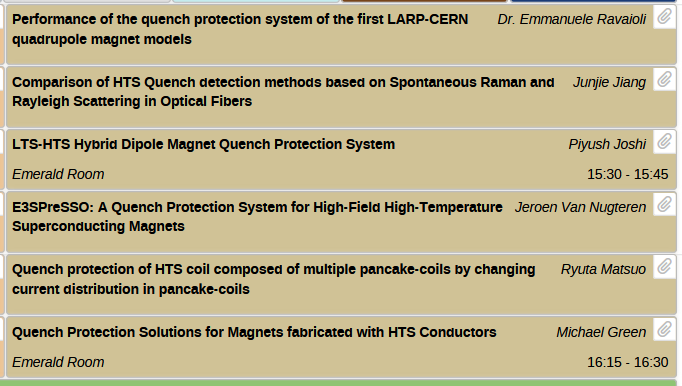 Performance of the quench protection system of the first LARP-CERN Dr. Emmanuele Ravaioli
quadrupole magnet models
Comparison of HTS Quench detection methods based on Spontaneous Raman and Junjie Jiang
Rayleigh Scattering in Optical Fibers
LTS-HTS Hybrid Dipole Magnet Quench Protection System Piyush Joshi
Emerald Room 15:30 - 15:45
E3SPreSSO: A Quench Protection System for High-Field High-Temperature Jeroen Van Nugteren
Superconducting Magnets
Quench protection of HTS coil composed of multiple pancake-coils by changing Ryuta Matsuo
current distribution in pancake-coils
Quench Protection Solutions for Magnets fabricated with HTS Conductors Michael Green
Emerald Room 16:15 - 16:30